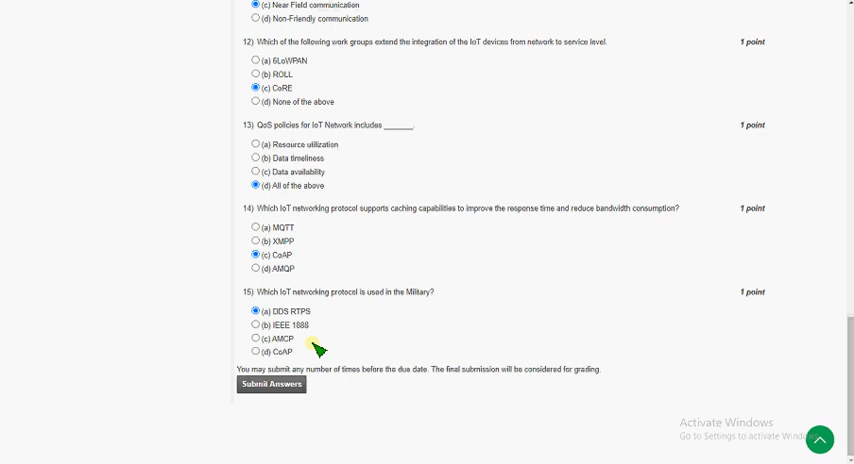 (c) Near Field communication
(d) Non-Friendly communication
12) Which of the following work groups extend the integration of the IoT devices from network to service level. 1 point
(a) 6LoWPAN
(b) ROLL
(c) CoRE
(d) None of the above
13) QoS policies for IoT Network includes _______. 1 point
(a) Resource utilization
(b) Data timeliness
(c) Data availability
(d) All of the above
14) Which IoT networking protocol supports caching capabilities to improve the response time and reduce bandwidth consumption? 1 point
(a) MQTT
(b) XMPP
(c) CoAP
(d) AMQP
15) Which IoT networking protocol is used in the Military? 1 point
(a) DDS RTPS
(b) IEEE 1888
(c) AMCP
(d) CoAP
You may submit any number of times before the due date. The final submission will be considered for grading.
Submit Answers
Activate Windows
Go to Settings to activate Windows